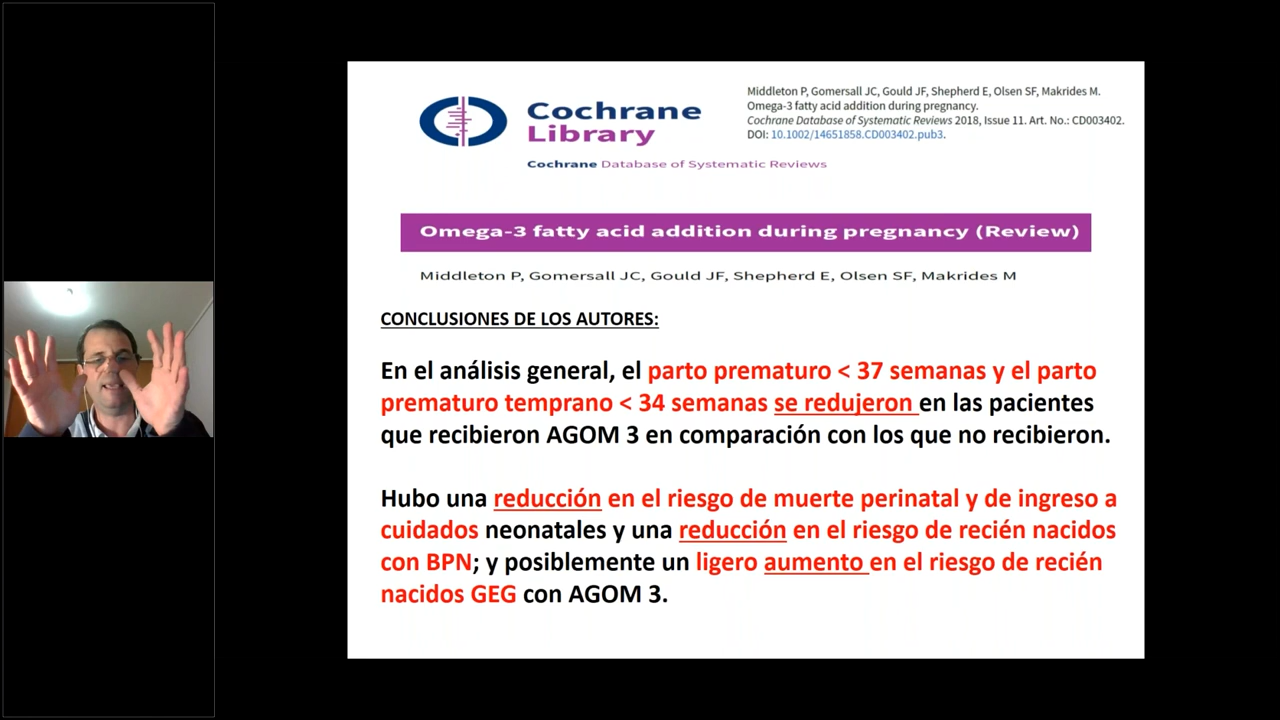 Cochrane
Library
Cochrane Database of Systematic Reviews
Middleton P, Gomersall JC, Gould JF, Shepherd E, Olsen SF, Makrides M.
Omega-3 fatty acid addition during pregnancy.
Cochrane Database of Systematic Reviews 2018, Issue 11. Art. No.: CD003402.
DOI: 10.1002/14651858.CD003402.pub3.
Omega-3 fatty acid addition during pregnancy (Review)
Middleton P, Gomersall JC, Gould JF, Shepherd E, Olsen SF, Makrides M
CONCLUSIONES DE LOS AUTORES:
En el análisis general, el parto prematuro < 37 semanas y el parto
prematuro temprano < 34 semanas se redujeron en las pacientes
que recibieron AGOM 3 en comparación con los que no recibieron.
Hubo una reducción en el riesgo de muerte perinatal y de ingreso a
cuidados neonatales y una reducción en el riesgo de recién nacidos
con BPN; y posiblemente un ligero aumento en el riesgo de recién
nacidos GEG con AGOM 3.